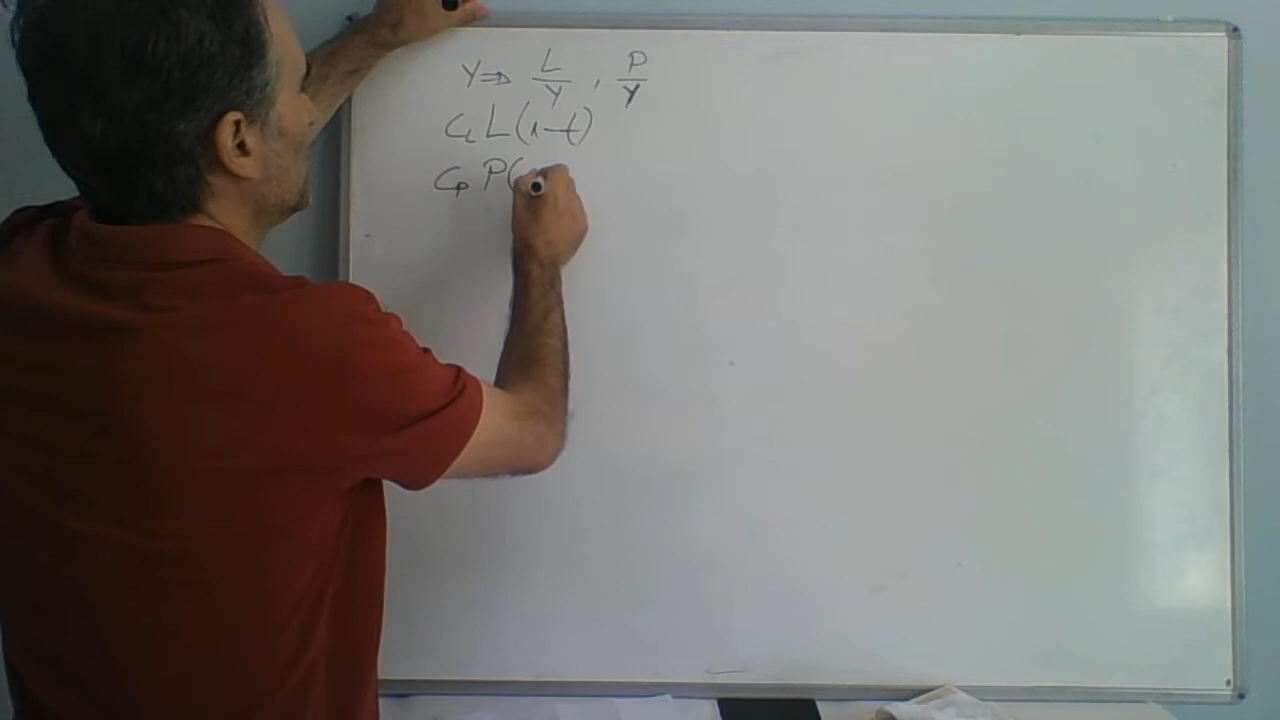 Y ⇒ L/Y , P/Y
C_L L(1-t)
C_P P(